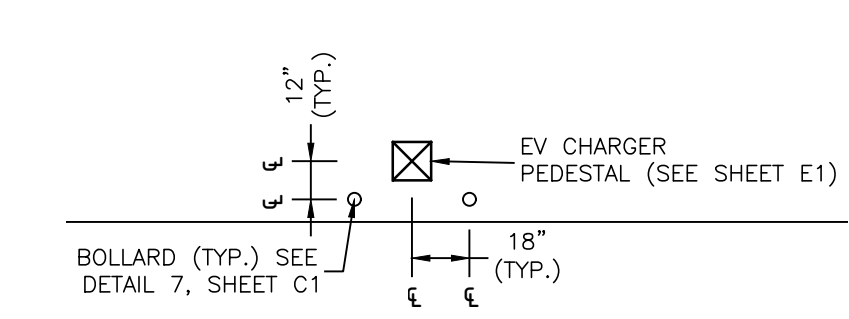 12"
(TYP.)
EV CHARGER
PEDESTAL (SEE SHEET E1)
℄
℄
BOLLARD (TYP.) SEE
DETAIL 7, SHEET C1
18"
(TYP.)
℄
℄